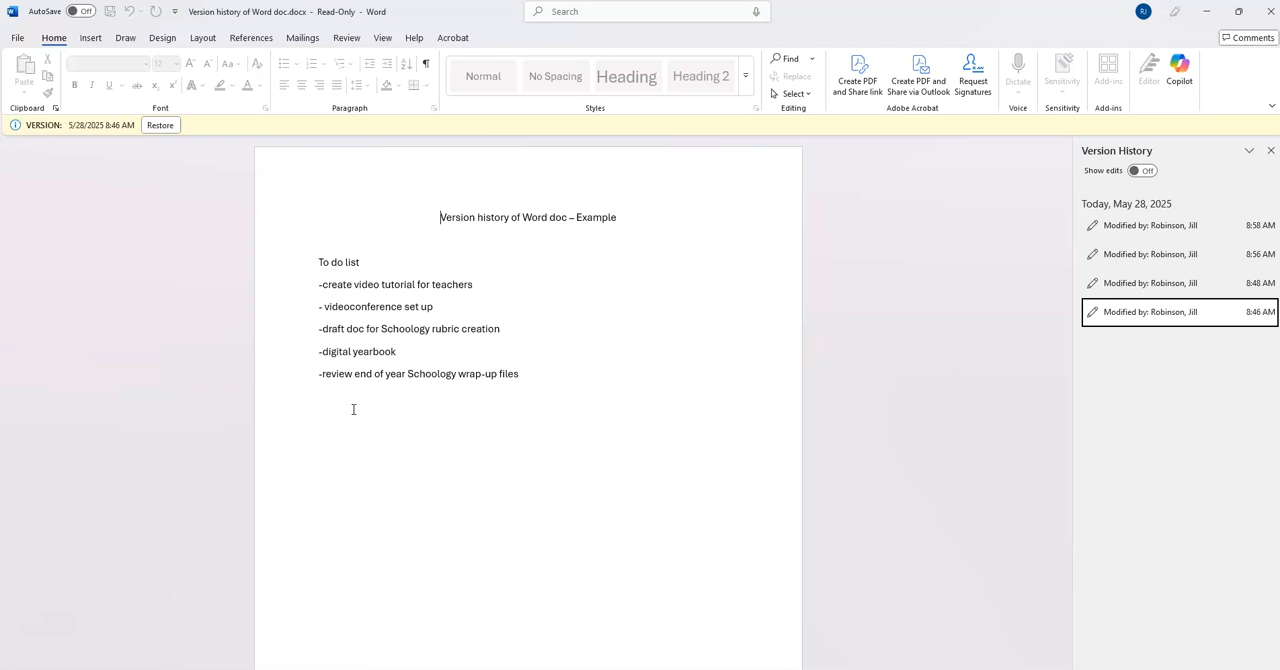 AutoSave Off Version history of Word doc.docx - Read-Only - Word Search RJ
File Home Insert Draw Design Layout References Mailings Review View Help Acrobat Comments
Paste 12 Aa Normal No Spacing Heading Heading 2 Find Replace Select Create PDF and Share link Create PDF and Share via Outlook Request Signatures Dictate Sensitivity Add-ins Editor Copilot
Clipboard Font Paragraph Styles Editing Adobe Acrobat Voice Sensitivity Add-ins
VERSION: 5/28/2025 8:46 AM Restore
Version history of Word doc – Example
To do list
-create video tutorial for teachers
- videoconference set up
-draft doc for Schoology rubric creation
-digital yearbook
-review end of year Schoology wrap-up files
Version History
Show edits Off
Today, May 28, 2025
Modified by: Robinson, Jill 8:58 AM
Modified by: Robinson, Jill 8:56 AM
Modified by: Robinson, Jill 8:48 AM
Modified by: Robinson, Jill 8:46 AM